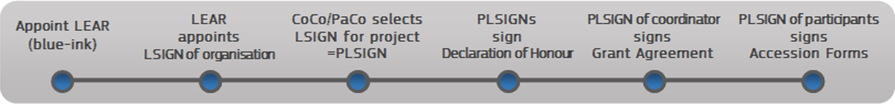 Appoint LEAR
(blue-ink)
LEAR
appoints
LSIGN of organisation
CoCo/PaCo selects
LSIGN for project
=PLSIGN
PLSIGNs
sign
Declaration of Honour
PLSIGN of coordinator
signs
Grant Agreement
PLSIGN of participants
signs
Accession Forms